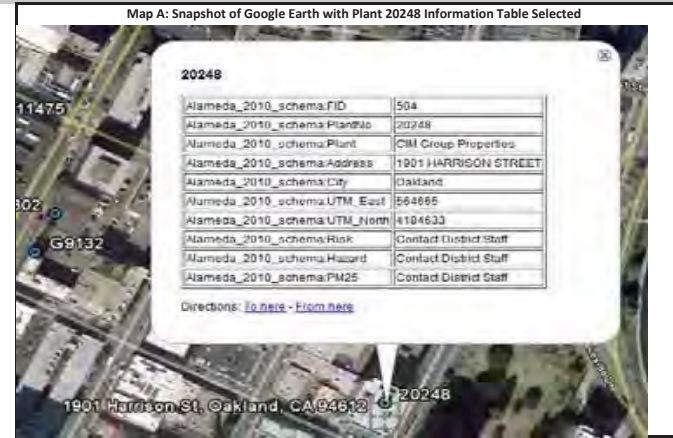 Map A: Snapshot of Google Earth with Plant 20248 Information Table Selected
20248
Alameda_2010_schema:FID 504
Alameda_2010_schema:PlantNo 20248
Alameda_2010_schema:Plant CIM Group Properties
Alameda_2010_schema:Address 1901 HARRISON STREET
Alameda_2010_schema:City Oakland
Alameda_2010_schema:UTM_East 564665
Alameda_2010_schema:UTM_North 4184633
Alameda_2010_schema:Risk Contact District Staff
Alameda_2010_schema:Hazard Contact District Staff
Alameda_2010_schema:PM25 Contact District Staff
Directions: To here - From here
11475
302
G9132
20248
1901 Harrison St, Oakland, CA 94612